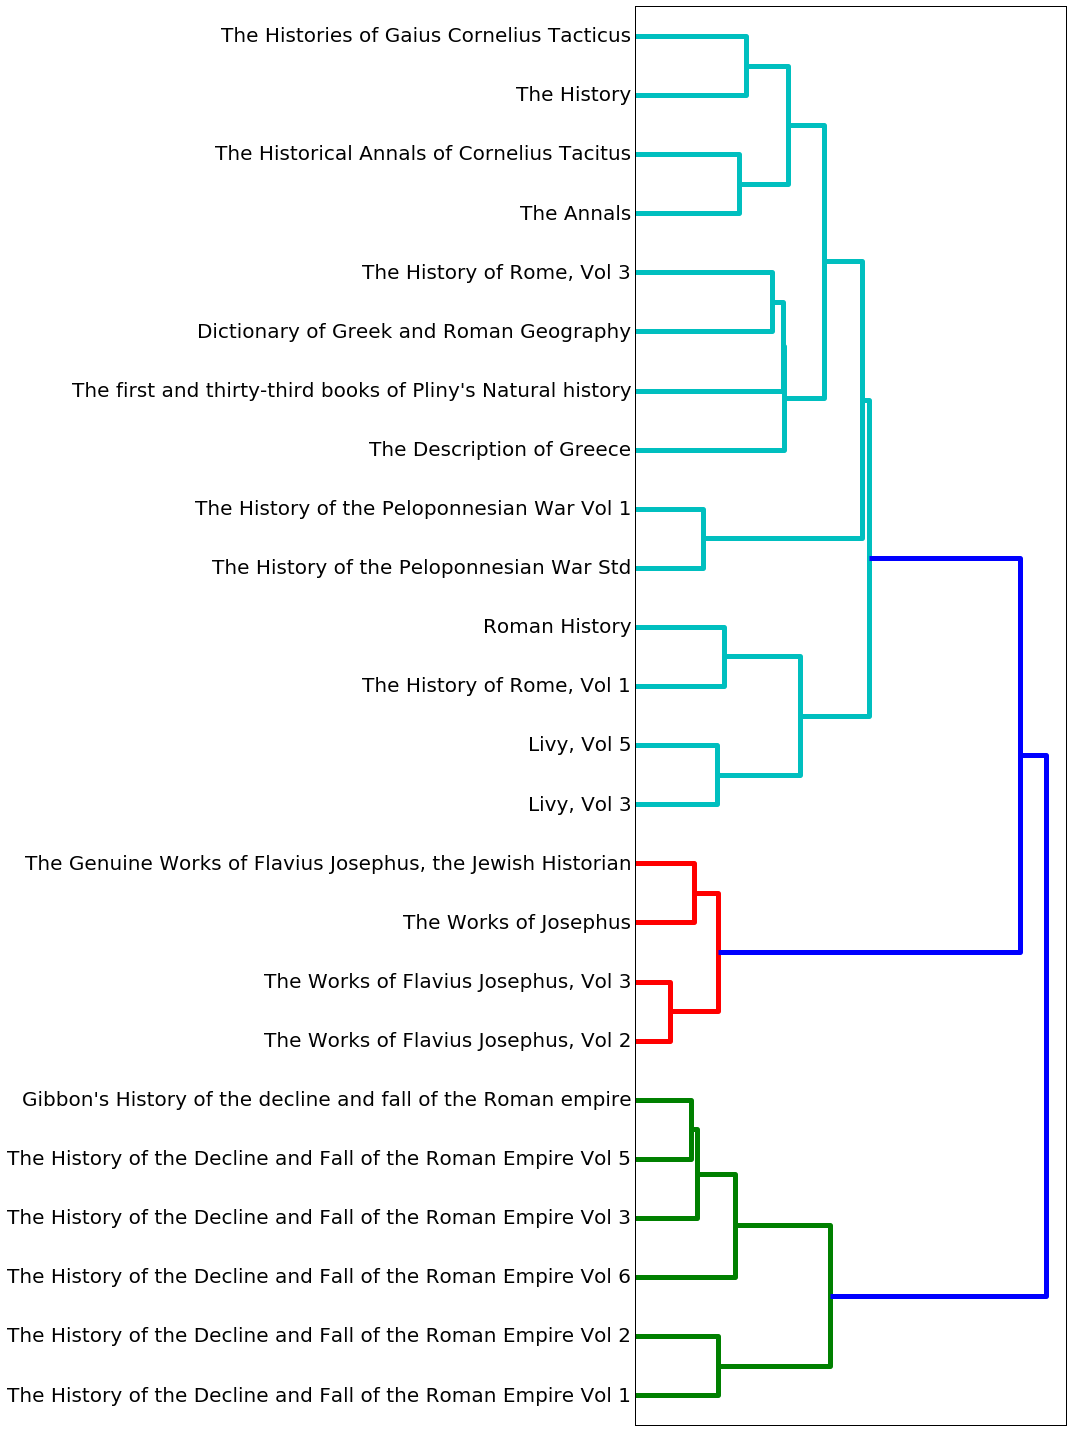 The Histories of Gaius Cornelius Tacticus
The History
The Historical Annals of Cornelius Tacitus
The Annals
The History of Rome, Vol 3
Dictionary of Greek and Roman Geography
The first and thirty-third books of Pliny's Natural history
The Description of Greece
The History of the Peloponnesian War Vol 1
The History of the Peloponnesian War Std
Roman History
The History of Rome, Vol 1
Livy, Vol 5
Livy, Vol 3
The Genuine Works of Flavius Josephus, the Jewish Historian
The Works of Josephus
The Works of Flavius Josephus, Vol 3
The Works of Flavius Josephus, Vol 2
Gibbon's History of the decline and fall of the Roman empire
The History of the Decline and Fall of the Roman Empire Vol 5
The History of the Decline and Fall of the Roman Empire Vol 3
The History of the Decline and Fall of the Roman Empire Vol 6
The History of the Decline and Fall of the Roman Empire Vol 2
The History of the Decline and Fall of the Roman Empire Vol 1